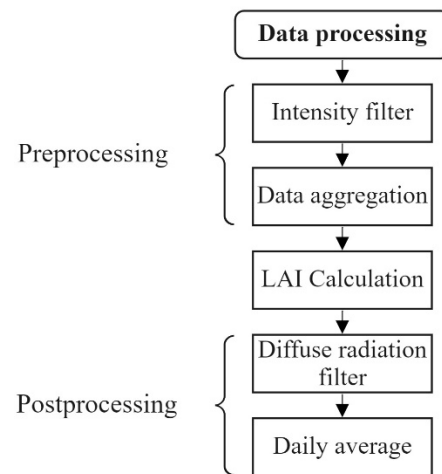 Data processing
Intensity filter
Preprocessing
Data aggregation
LAI Calculation
Diffuse radiation
filter
Postprocessing
Daily average